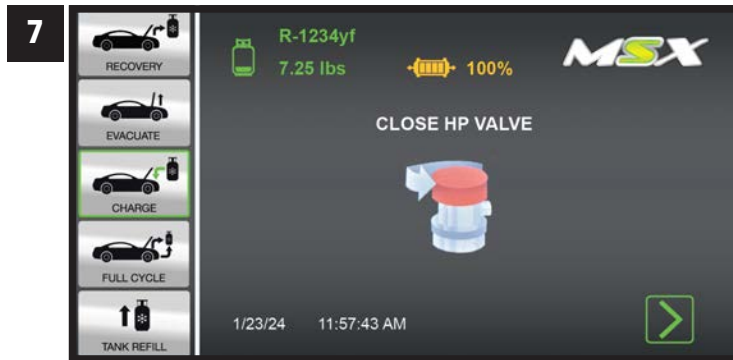 7
RECOVERY
EVACUATE
CHARGE
FULL CYCLE
TANK REFILL
R-1234yf
7.25 lbs
100%
MSX
CLOSE HP VALVE
1/23/24 11:57:43 AM